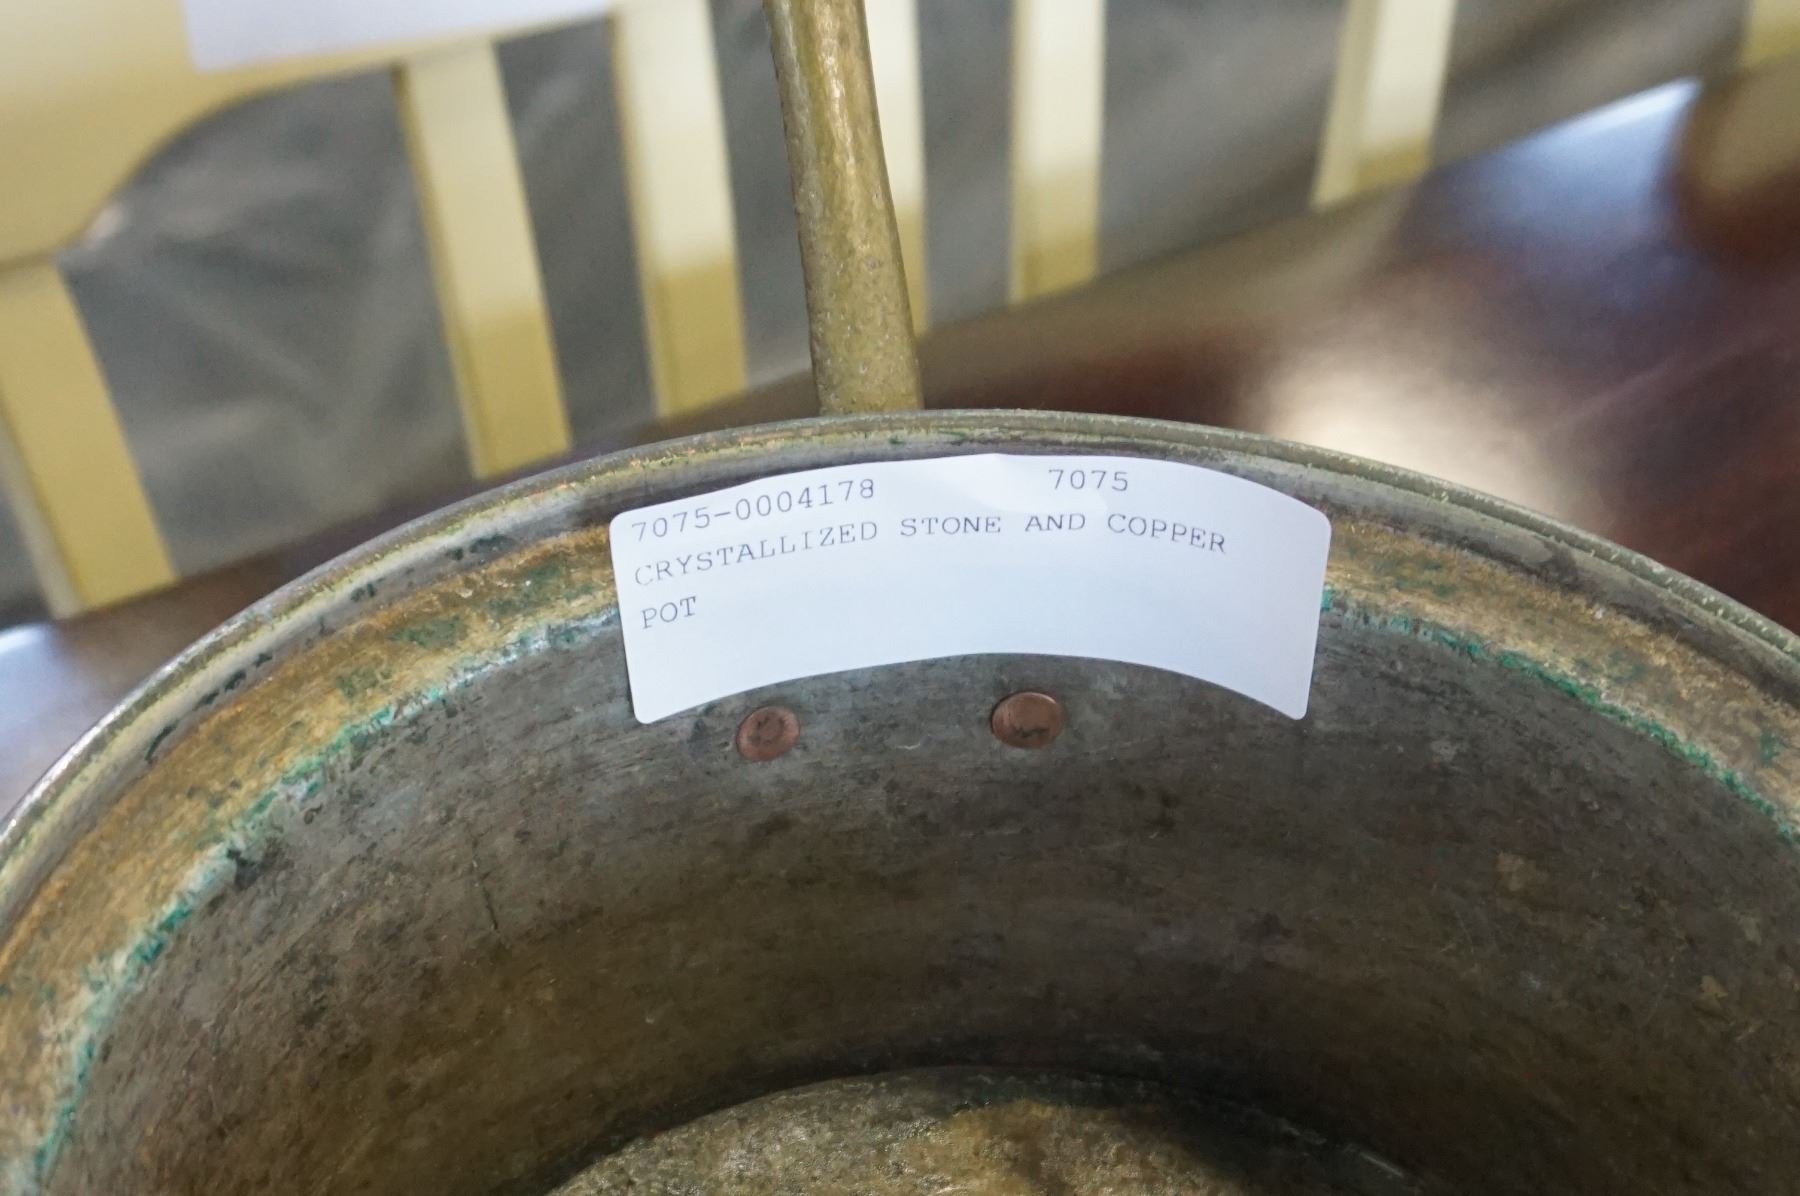 7075-0004178 7075
CRYSTALLIZED STONE AND COPPER
POT